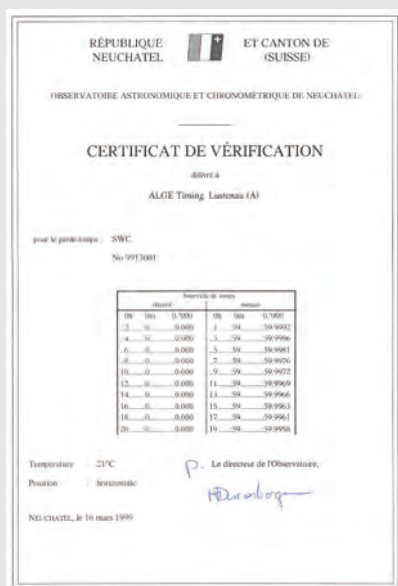 RÉPUBLIQUE ET CANTON DE
NEUCHATEL (SUISSE)
OBSERVATOIRE ASTRONOMIQUE ET CHRONOMÉTRIQUE DE NEUCHATEL
CERTIFICAT DE VÉRIFICATION
délivré à
ALGE Timing Lustenau (A)
pour le garde-temps : SWC
No 9913001
Intervalle de temps
0h 0m 0.7000 0h 0m 0.7000
2 0 0.000 1 59 59.9992
4 0 0.000 3 59 59.9986
6 0 0.000 5 59 59.9981
8 0 0.000 7 59 59.9976
10 0 0.000 9 59 59.9972
12 0 0.000 11 59 59.9969
14 0 0.000 13 59 59.9966
16 0 0.000 15 59 59.9963
18 0 0.000 17 59 59.9961
20 0 0.000 19 59 59.9958
Température : 21°C p. Le directeur de l'Observatoire,
Position : horizontale
NEUCHATEL, le 16 mars 1999